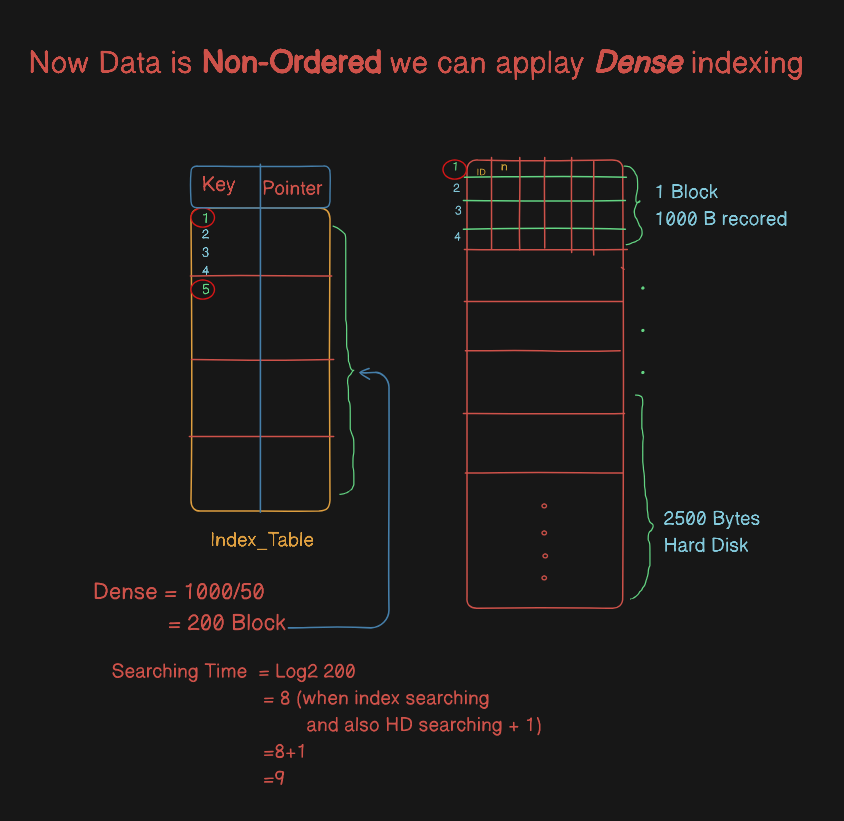 Now Data is Non-Ordered we can applay Dense indexing
Key Pointer
1
2
3
4
5
Index_Table
1 ID n
2
3
4
1 Block
1000 B recored
2500 Bytes
Hard Disk
Dense = 1000/50
= 200 Block
Searching Time = Log2 200
= 8 (when index searching
and also HD searching + 1)
=8+1
=9